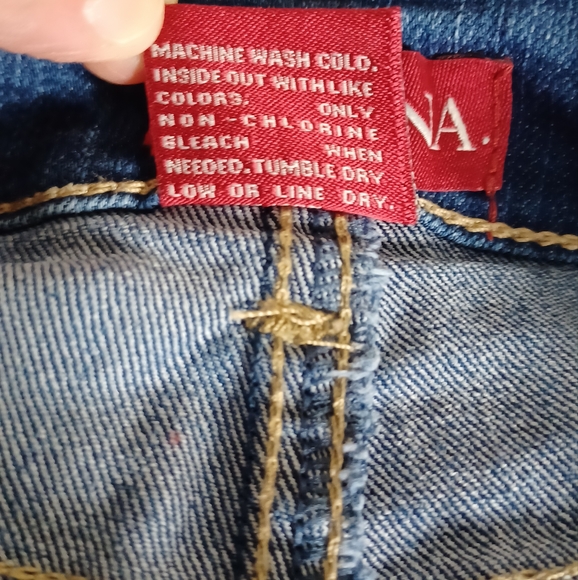 MACHINE WASH COLD.
INSIDE OUT WITH LIKE
COLORS. ONLY
NON-CHLORINE
BLEACH WHEN
NEEDED. TUMBLE DRY
LOW OR LINE DRY.
NA.